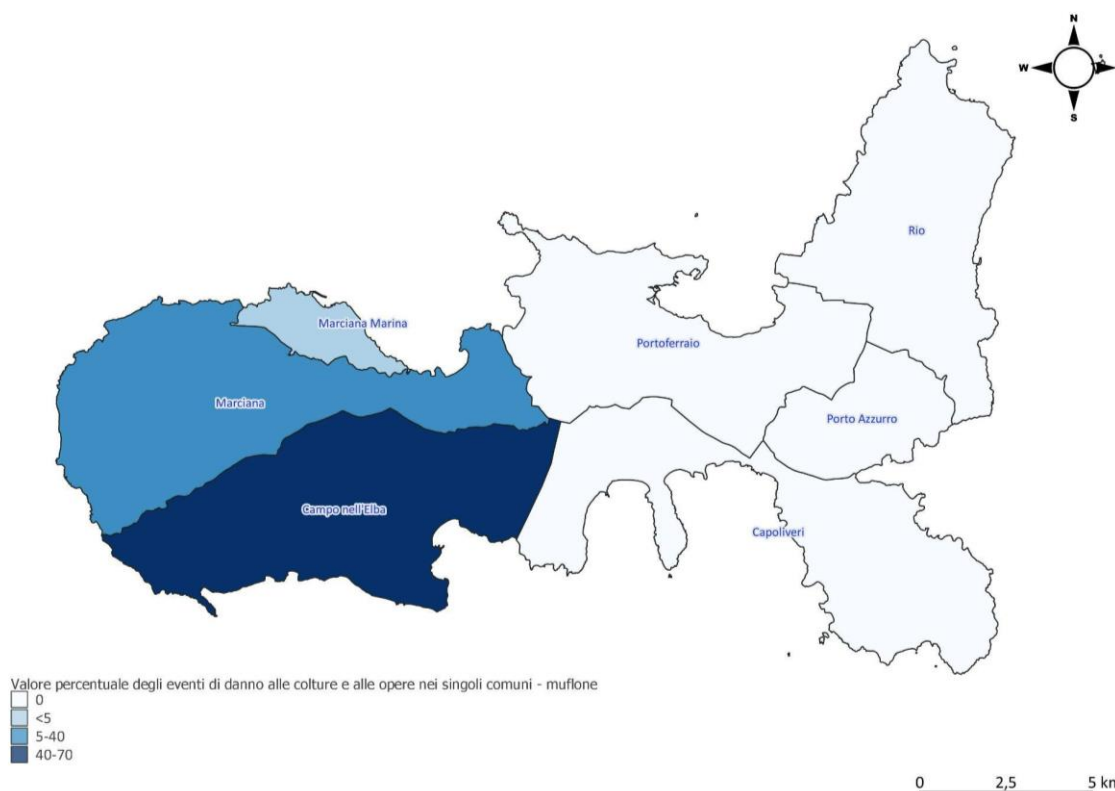 N
W
S
Rio
Marciana Marina
Portoferraio
Marciana
Porto Azzurro
Campo nell'Elba
Capoliveri
Valore percentuale degli eventi di danno alle colture e alle opere nei singoli comuni - muflone
0
<5
5-40
40-70
0 2,5 5 km